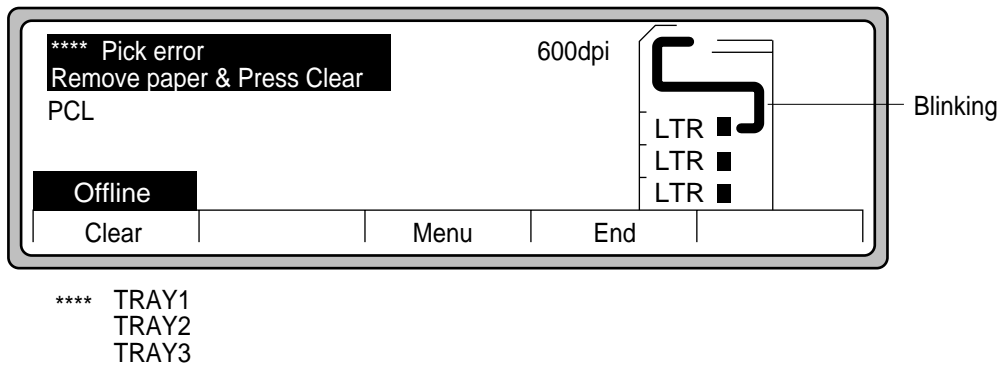 **** Pick error
600dpi
Remove paper & Press Clear
PCL
Blinking
LTR
LTR
LTR
Offline
Clear Menu End
**** TRAY1
TRAY2
TRAY3